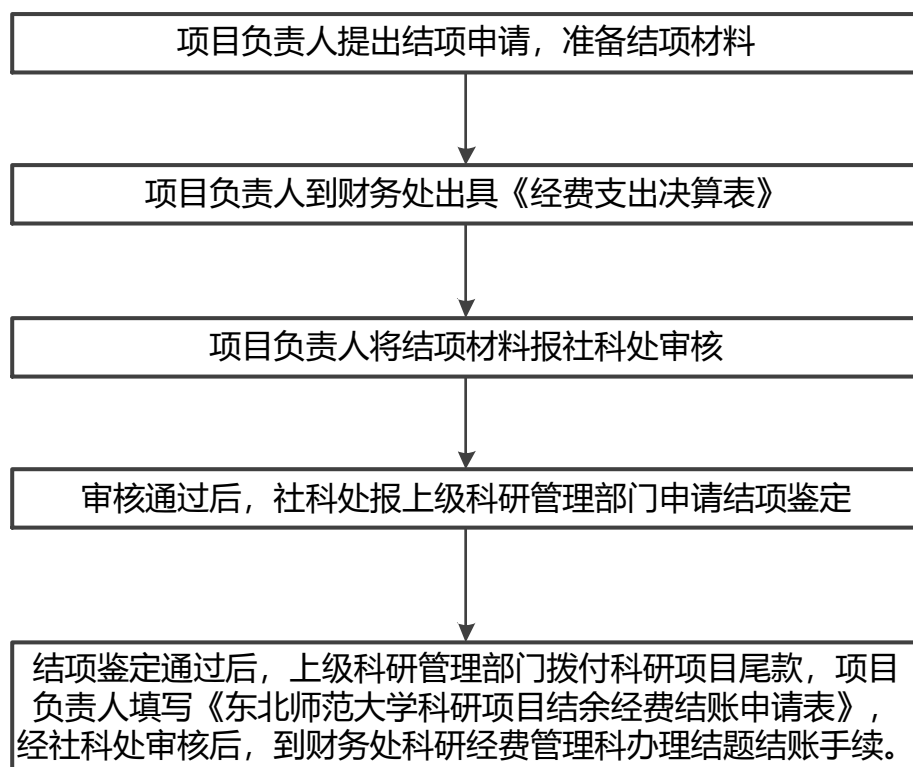 项目负责人提出结项申请，准备结项材料
项目负责人到财务处出具《经费支出决算表》
项目负责人将结项材料报社科处审核
审核通过后，社科处报上级科研管理部门申请结项鉴定
结项鉴定通过后，上级科研管理部门拨付科研项目尾款，项目
负责人填写《东北师范大学科研项目结余经费结账申请表》，
经社科处审核后，到财务处科研经费管理科办理结题结账手续。